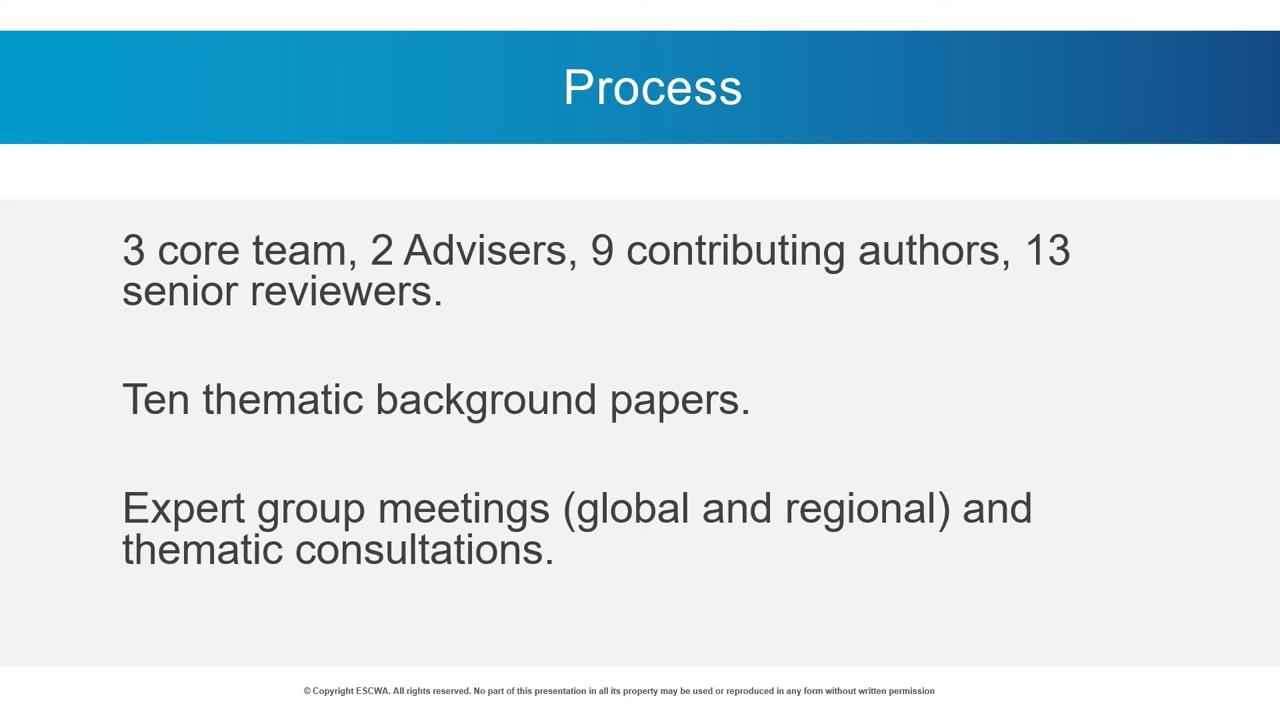 Process
3 core team, 2 Advisers, 9 contributing authors, 13
senior reviewers.
Ten thematic background papers.
Expert group meetings (global and regional) and
thematic consultations.
© Copyright ESCWA. All rights reserved. No part of this presentation in all its property may be used or reproduced in any form without written permission